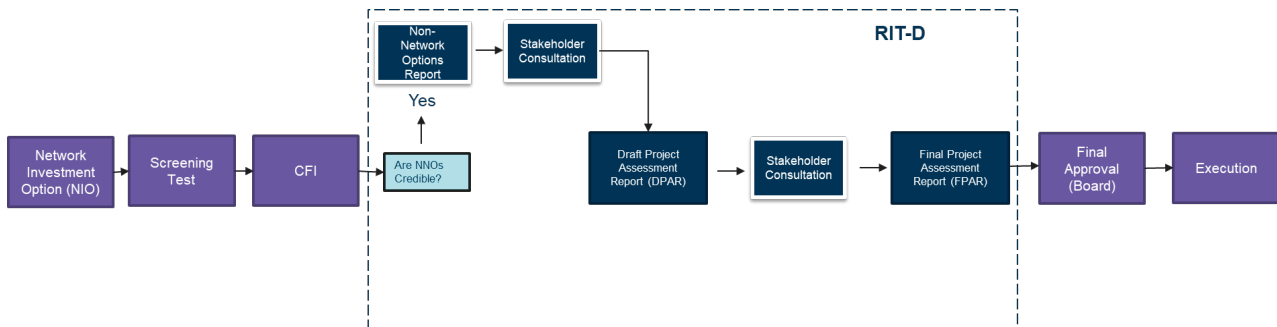 RIT-D
Non-
Network
Options
Report
Stakeholder
Consultation
Yes
Network
Investment
Option (NIO)
Screening
Test
CFI
Are NNOs
Credible?
Draft Project
Assessment
Report (DPAR)
Stakeholder
Consultation
Final Project
Assessment
Report (FPAR)
Final
Approval
(Board)
Execution